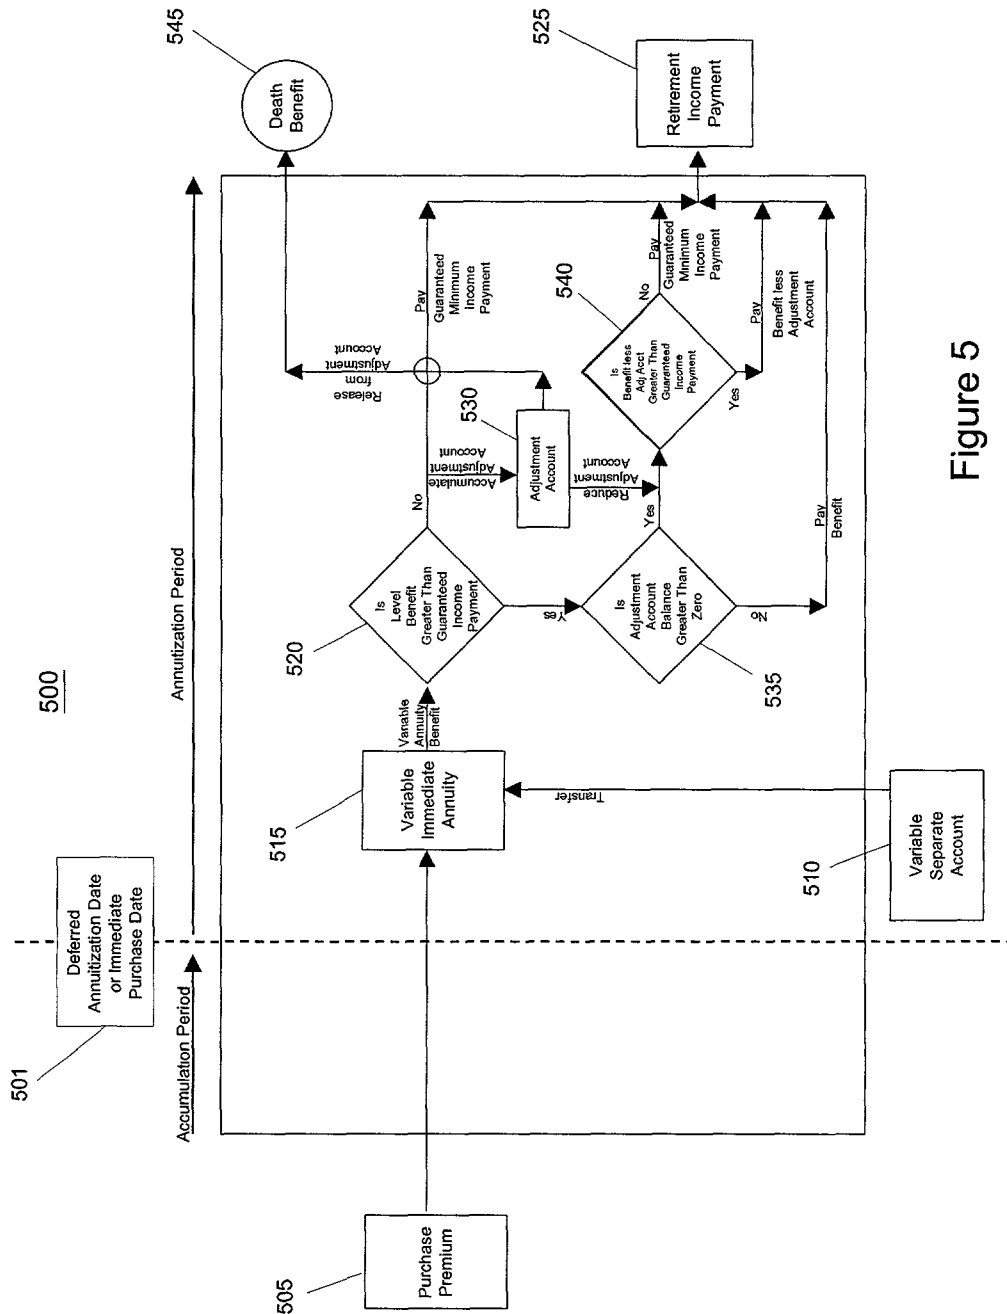 500
501
Deferred
Annuitization Date
or Immediate
Purchase Date
Accumulation Period
Annuitization Period
545
Death
Benefit
505
Purchase
Premium
515
Variable
Immediate
Annuity
Variable
Annuity
Benefit
520
Is
Level
Benefit
Greater Than
Guaranteed
Income
Payment
No
Yes
Accumulate
Adjustment
Account
530
Adjustment
Account
Release
from
Adjustment
Account
Pay
Guaranteed
Minimum
Income
Payment
525
Retirement
Income
Payment
510
Variable
Separate
Account
Transfer
535
Is
Adjustment
Account
Balance
Greater Than
Zero
Yes
No
Reduce
Adjustment
Account
540
Is
Benefit less
Adj Acct
Greater Than
Guaranteed
Income
Payment
No
Pay
Guaranteed
Minimum
Income
Payment
Yes
Pay
Benefit less
Adjustment
Account
Pay
Benefit
Figure 5